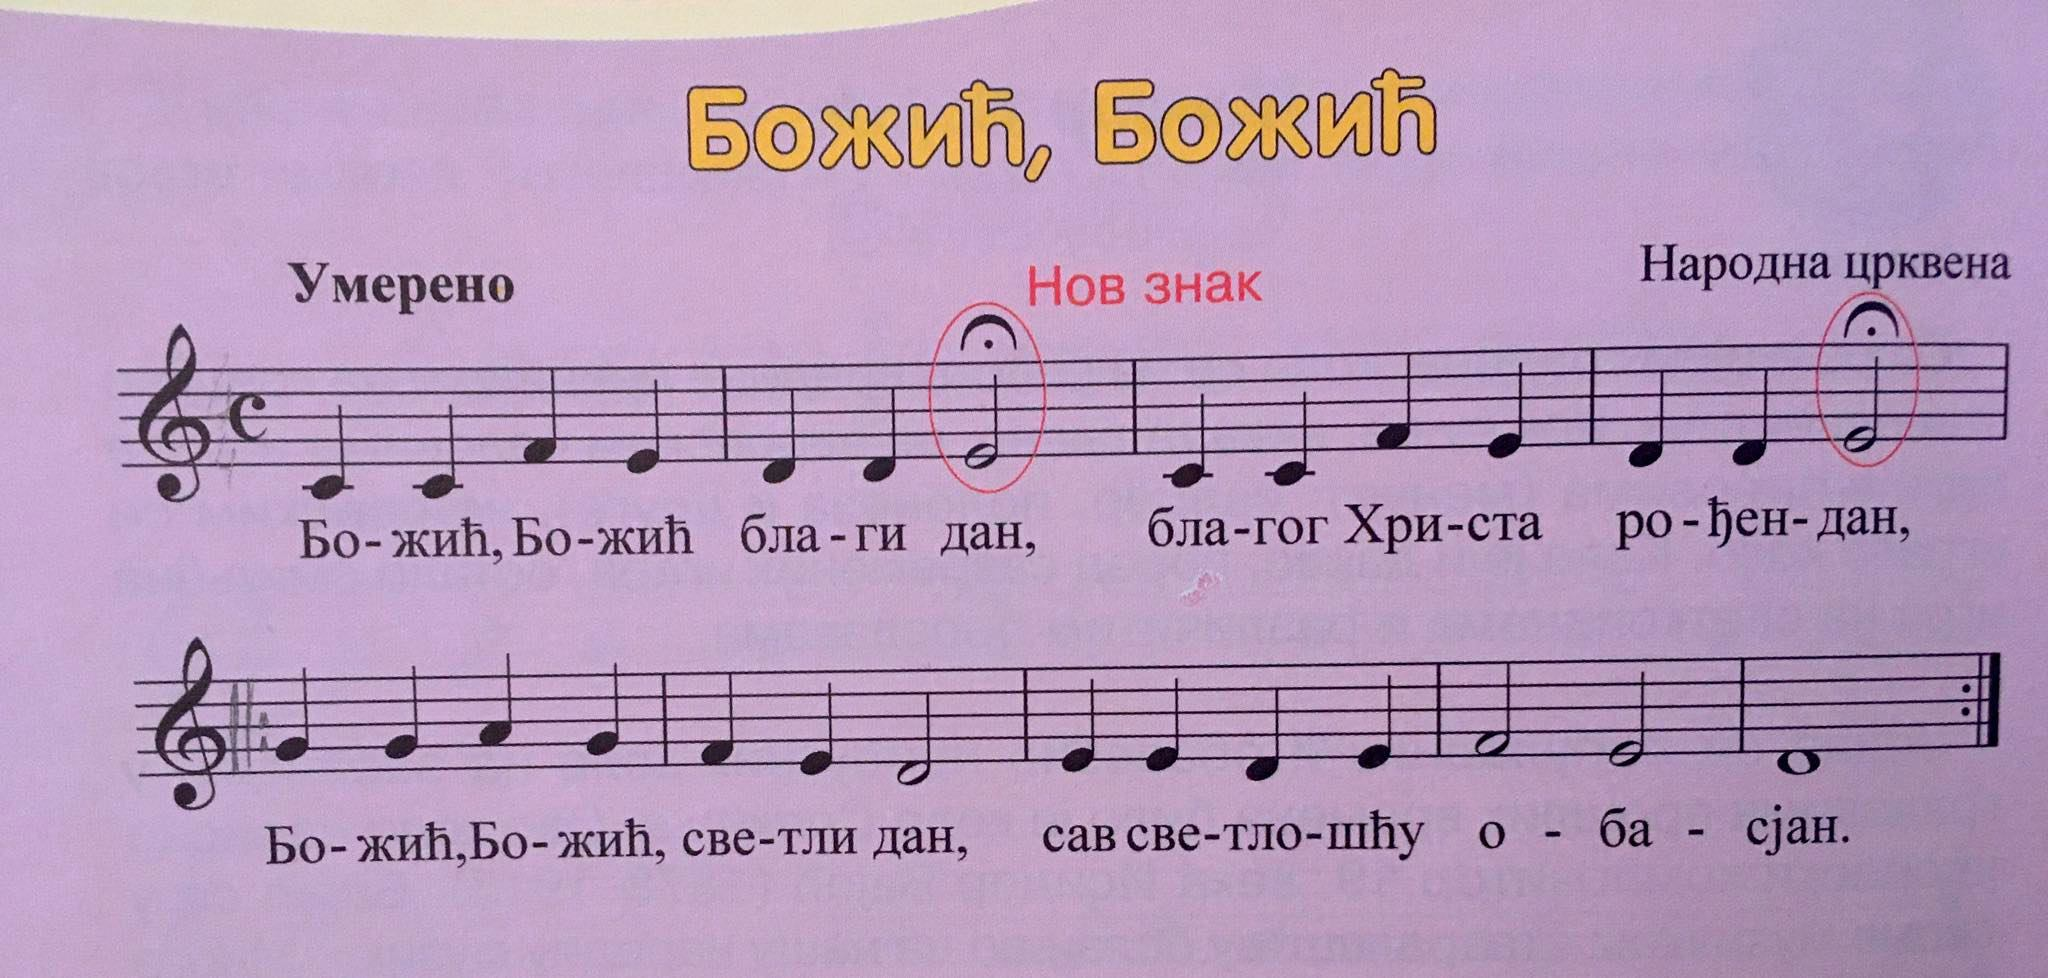 Божић, Божић
Умерено
Нов знак
Народна црквена
Бо- жић, Бо-жић бла-ги дан, бла-гог Хри-ста ро-ђен-дан,
Бо- жић,Бо- жић, све-тли дан, сав све-тло-шћу о - ба - сјан.